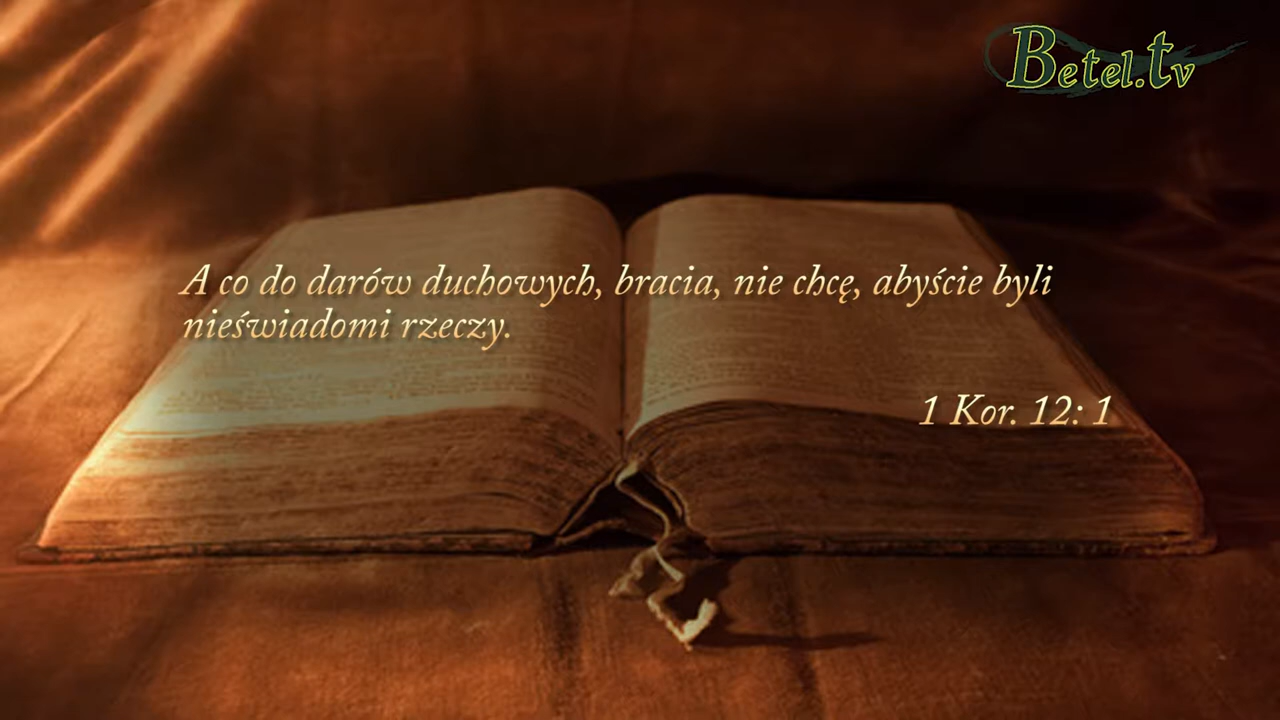 Betel.tv
A co do darów duchowych, bracia, nie chcę, abyście byli
nieświadomi rzeczy.
1 Kor. 12: 1